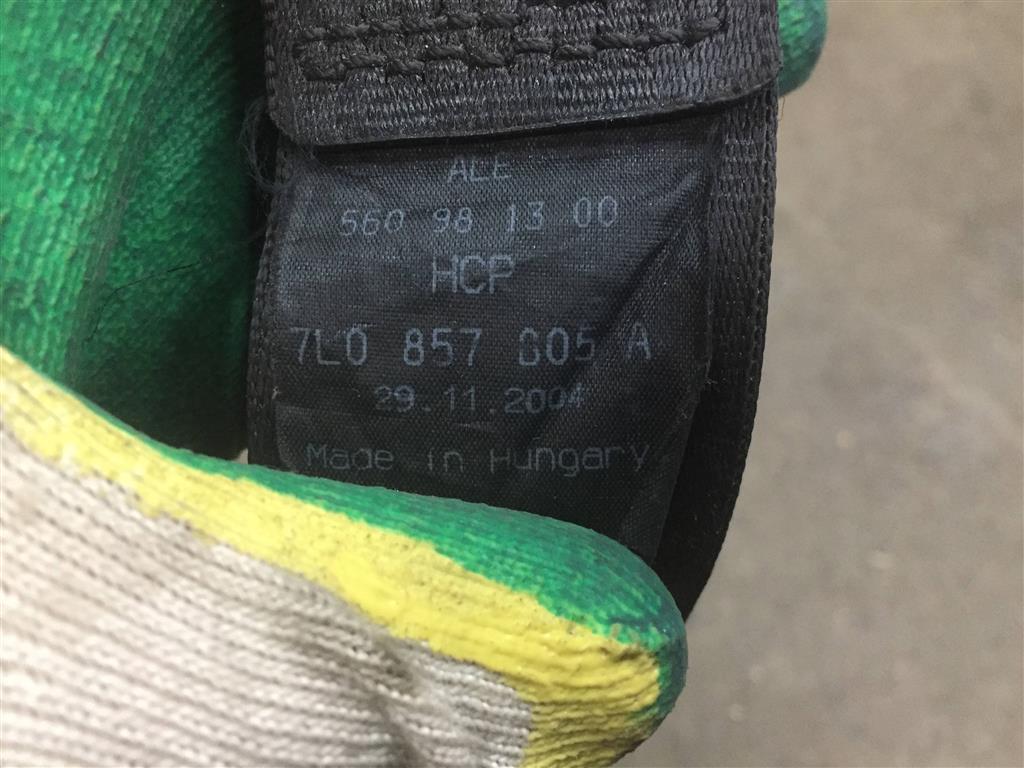 ALE
560 98 13 00
HCP
7L0 857 805 A
29.11.2004
Made in Hungary